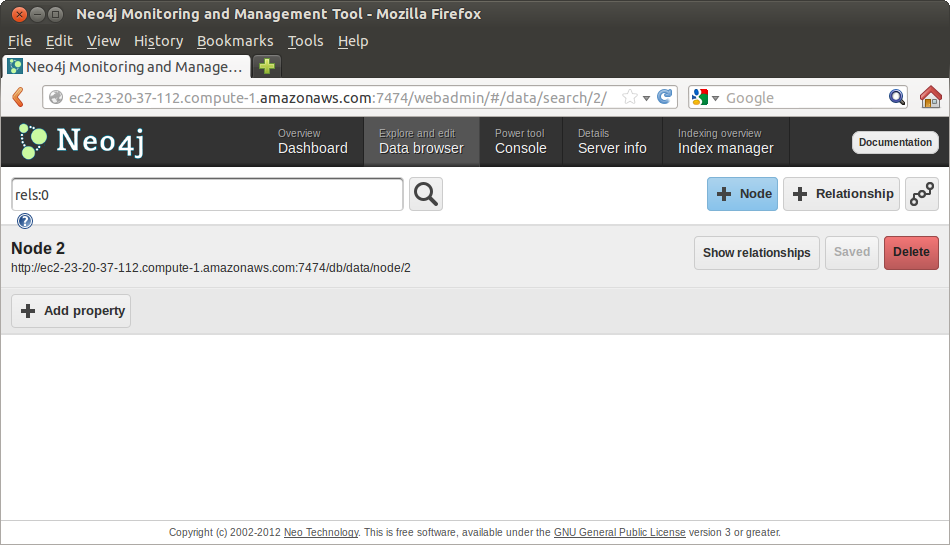 Neo4j Monitoring and Management Tool - Mozilla Firefox
File Edit View History Bookmarks Tools Help
Neo4j Monitoring and Manage...
ec2-23-20-37-112.compute-1.amazonaws.com:7474/webadmin/#/data/search/2/ Google
Neo4j
Overview
Dashboard
Explore and edit
Data browser
Power tool
Console
Details
Server info
Indexing overview
Index manager
Documentation
rels:0
Node Relationship
?
Node 2
http://ec2-23-20-37-112.compute-1.amazonaws.com:7474/db/data/node/2
Show relationships Saved Delete
Add property
Copyright (c) 2002-2012 Neo Technology. This is free software, available under the GNU General Public License version 3 or greater.